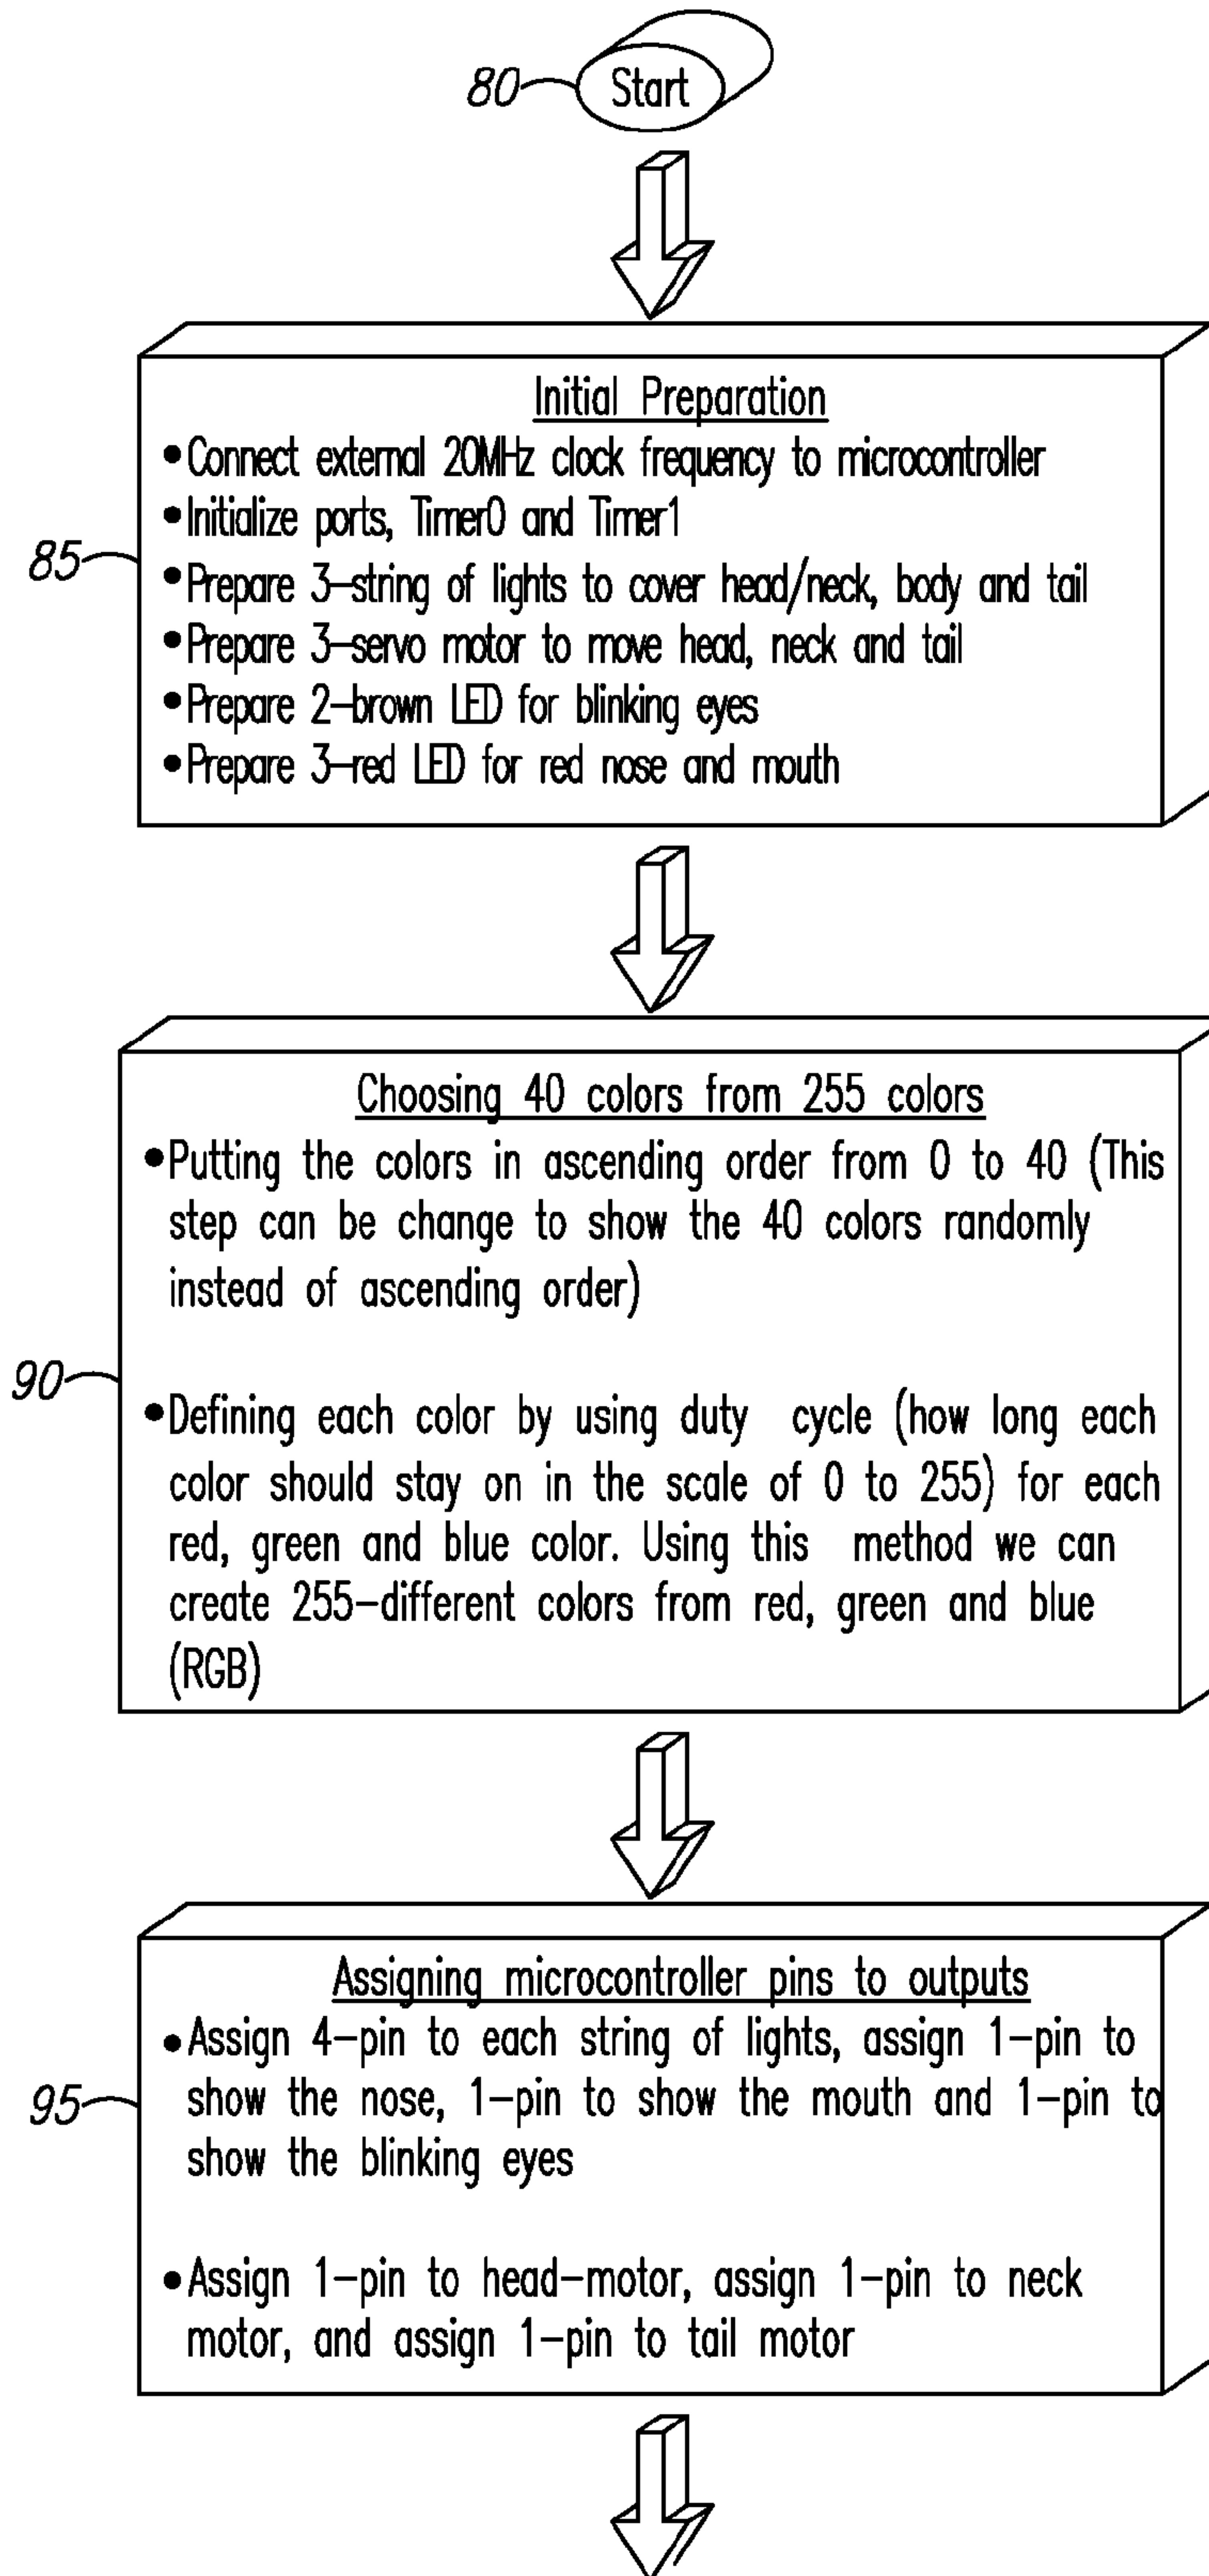 80
Start
Initial Preparation
•Connect external 20MHz clock frequency to microcontroller
•Initialize ports, Timer0 and Timer1
85
•Prepare 3-string of lights to cover head/neck, body and tail
•Prepare 3-servo motor to move head, neck and tail
•Prepare 2-brown LED for blinking eyes
•Prepare 3-red LED for red nose and mouth
Choosing 40 colors from 255 colors
•Putting the colors in ascending order from 0 to 40 (This
step can be change to show the 40 colors randomly
instead of ascending order)
90
•Defining each color by using duty cycle (how long each
color should stay on in the scale of 0 to 255) for each
red, green and blue color. Using this method we can
create 255-different colors from red, green and blue
(RGB)
Assigning microcontroller pins to outputs
•Assign 4-pin to each string of lights, assign 1-pin to
95
show the nose, 1-pin to show the mouth and 1-pin to
show the blinking eyes
•Assign 1-pin to head-motor, assign 1-pin to neck
motor, and assign 1-pin to tail motor